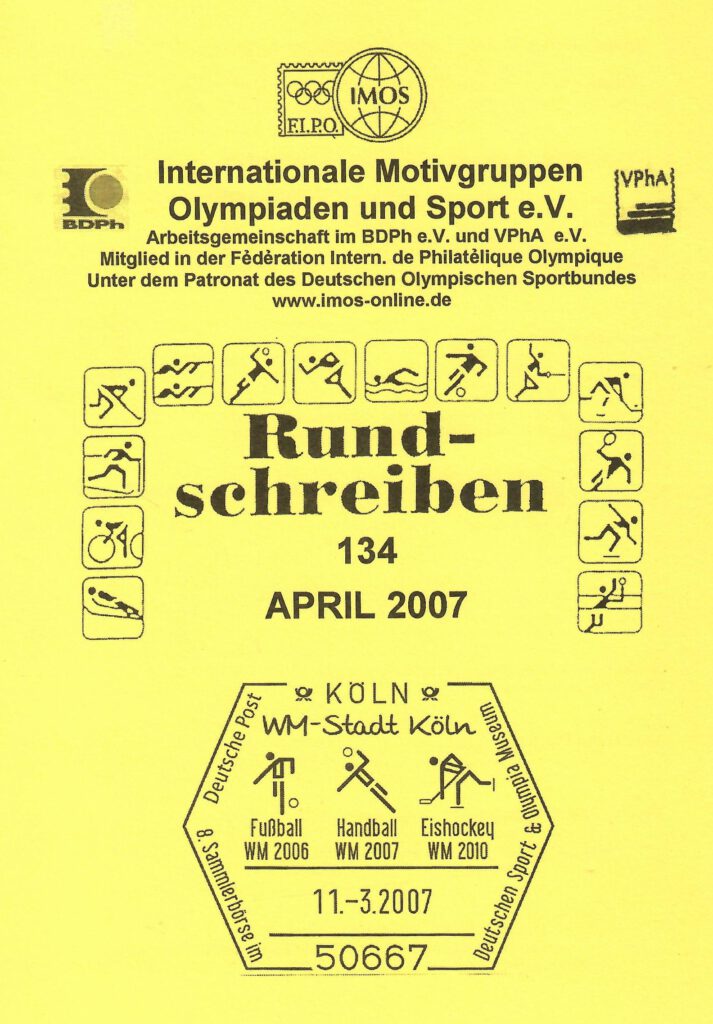 IMOS
F.I.P.O.
BDPh
VPhA
Internationale Motivgruppen
Olympiaden und Sport e.V.
Arbeitsgemeinschaft im BDPh e.V. und VPhA e.V.
Mitglied in der Fėdėration Intern. de Philatėlique Olympique
Unter dem Patronat des Deutschen Olympischen Sportbundes
www.imos-online.de
Rund-
schreiben
134
APRIL 2007
KÖLN
WM-Stadt Köln
Deutsche Post
Fußball
WM 2006
Handball
WM 2007
Eishockey
WM 2010
11.-3.2007
8. Sammlerbörse im
Deutschen Sport & Olympia Museum
50667